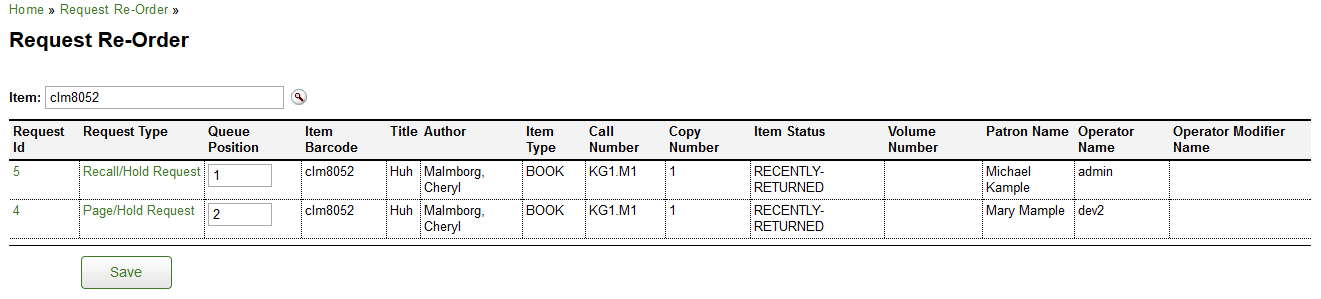 Home » Request Re-Order »
Request Re-Order
Item: clm8052
Request Id Request Type Queue Position Item Barcode Title Author Item Type Call Number Copy Number Item Status Volume Number Patron Name Operator Name Operator Modifier Name
5 Recall/Hold Request 1 clm8052 Huh Malmborg, Cheryl BOOK KG1.M1 1 RECENTLY-RETURNED Michael Kample admin
4 Page/Hold Request 2 clm8052 Huh Malmborg, Cheryl BOOK KG1.M1 1 RECENTLY-RETURNED Mary Mample dev2
Save